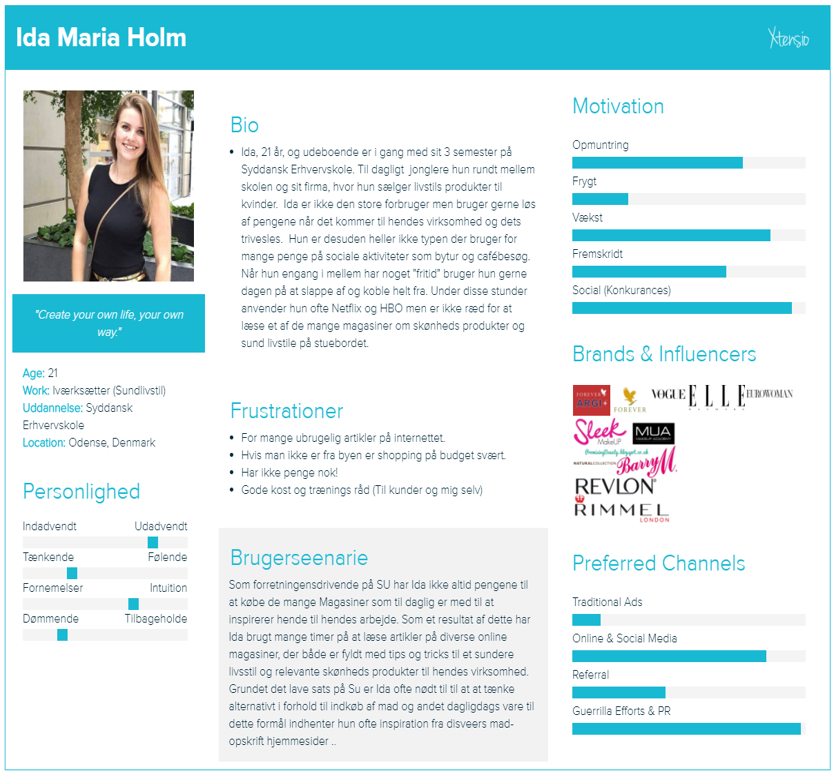 Ida Maria Holm
Xtensio
"Create your own life, your own
way."
Age: 21
Work: Iværksætter (Sundlivstil)
Uddannelse: Syddansk
Erhvervskole
Location: Odense, Denmark
Personlighed
Indadvendt Udadvendt
Tænkende Følende
Fornemelser Intuition
Dømmende Tilbageholde
Bio
• Ida, 21 år, og udeboende er i gang med sit 3 semester på
Syddansk Erhvervskole. Til dagligt jonglere hun rundt mellem
skolen og sit firma, hvor hun sælger livstils produkter til
kvinder. Ida er ikke den store forbruger men bruger gerne løs
af pengene når det kommer til hendes virksomhed og dets
trivesles. Hun er desuden heller ikke typen der bruger for
mange penge på sociale aktiviteter som bytur og cafébesøg.
Når hun engang i mellem har noget "fritid" bruger hun gerne
dagen på at slappe af og koble helt fra. Under disse stunder
anvender hun ofte Netflix og HBO men er ikke ræd for at
læse et af de mange magasiner om skønheds produkter og
sund livstile på stuebordet.
Frustrationer
• For mange ubrugelig artikler på internettet.
• Hvis man ikke er fra byen er shopping på budget svært.
• Har ikke penge nok!
• Gode kost og trænings råd (Til kunder og mig selv)
Brugerseenarie
Som forretningensdrivende på SU har Ida ikke altid pengene til
at købe de mange Magasiner som til daglig er med til at
inspirerer hende til hendes arbejde. Som et resultat af dette har
Ida brugt mange timer på at læse artikler på diverse online
magasiner, der både er fyldt med tips og tricks til et sundere
livsstil og relevante skønheds produkter til hendes virksomhed.
Grundet det lave sats på Su er Ida ofte nødt til til at at tænke
alternativt i forhold til indkøb af mad og andet dagligdags vare til
dette formål indhenter hun ofte inspiration fra disveers mad-
opskrift hjemmesider ..
Motivation
Opmuntring
Frygt
Vækst
Fremskridt
Social (Konkurances)
Brands & Influencers
FOREVER
ARGI+
FOREVER
VOGUE
ELLE
EUROWOMAN
Sleek
MakeUP
MUA
MAKEUP ACADEMY
PromisingBeauty.blogspot.co.uk
NATURAL COLLECTION
Barry M.
REVLON
RIMMEL
LONDON
Preferred Channels
Traditional Ads
Online & Social Media
Referral
Guerrilla Efforts & PR